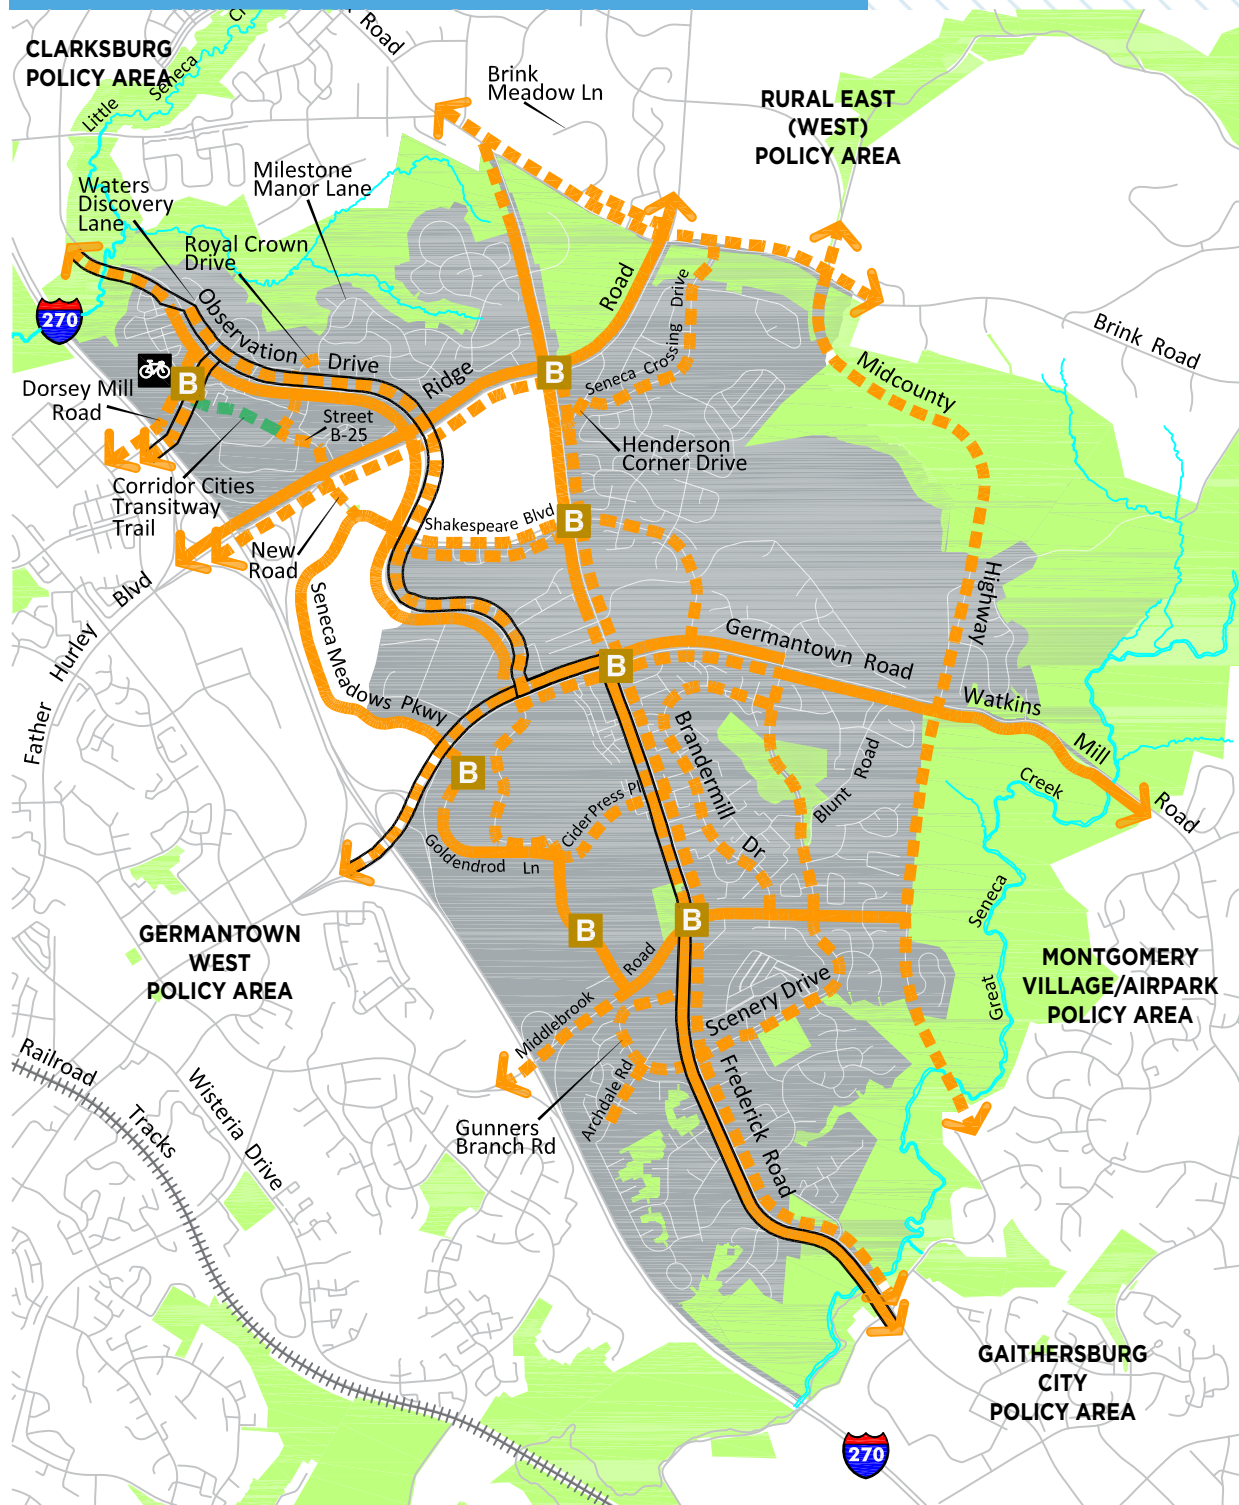 CLARKSBURG
POLICY AREA
Little
Seneca
Road
Brink
Meadow Ln
RURAL EAST
(WEST)
POLICY AREA
Waters
Discovery
Lane
Milestone
Manor Lane
Royal Crown
Drive
270
Observation Drive
Ridge
Road
Seneca Crossing Drive
Brink Road
Midcounty
Highway
B
B
Dorsey Mill
Road
Street
B-25
Henderson
Corner Drive
Corridor Cities
Transitway
Trail
Shakespeare Blvd
B
New
Road
Father Hurley Blvd
Seneca Meadows Pkwy
Germantown Road
B
Watkins
Mill
Road
Creek
Brandermill
Dr
Blunt Road
B
Cider Press Pl
Goldendrod Ln
Seneca
Great
GERMANTOWN
WEST
POLICY AREA
B
B
Road
Middlebrook
Scenery Drive
MONTGOMERY
VILLAGE/AIRPARK
POLICY AREA
Railroad
Tracks
Wisteria Drive
Gunners
Branch Rd
Archdale Rd
Frederick Road
GAITHERSBURG
CITY
POLICY AREA
270